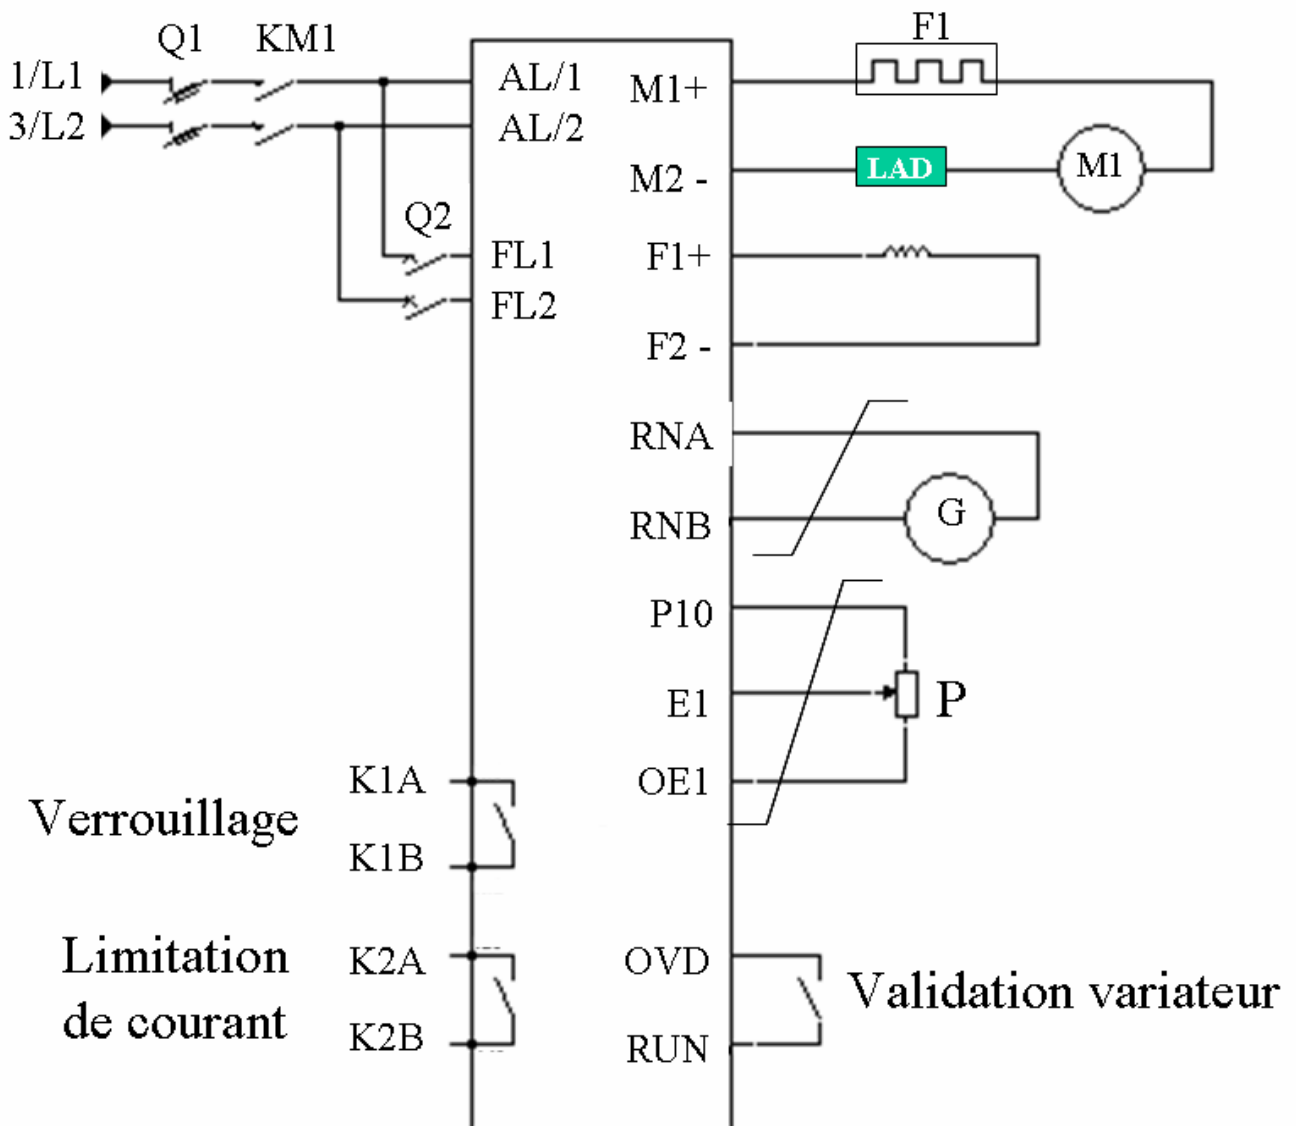 Q1
KM1
F1
1/L1
3/L2
AL/1
AL/2
M1+
M2 -
LAD
M1
Q2
FL1
FL2
F1+
F2 -
RNA
RNB
G
P10
E1
P
OE1
K1A
Verrouillage
K1B
Limitation
de courant
K2A
K2B
OVD
Validation variateur
RUN